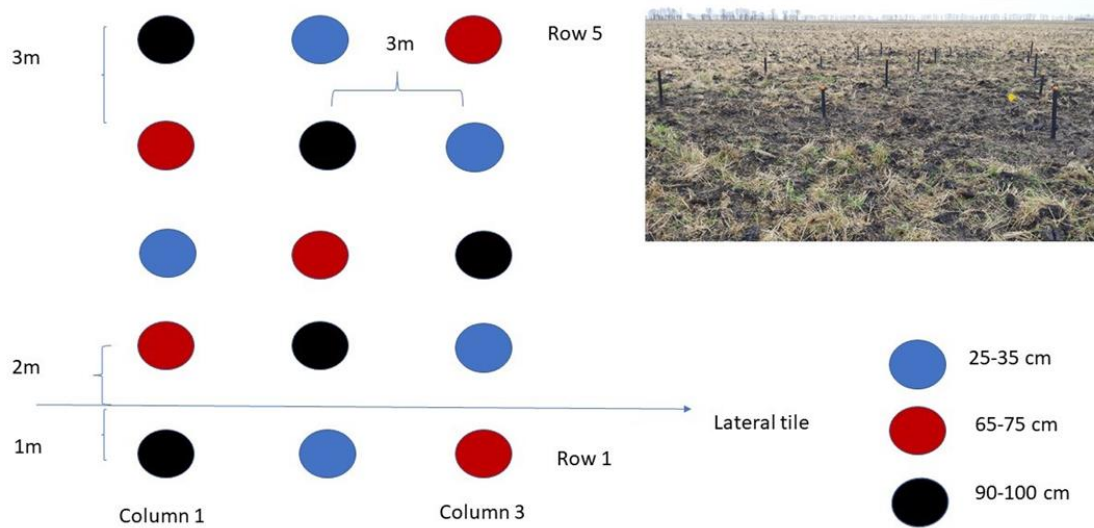 3m
3m
Row 5
2m
1m
Lateral tile
Row 1
Column 1
Column 3
25-35 cm
65-75 cm
90-100 cm